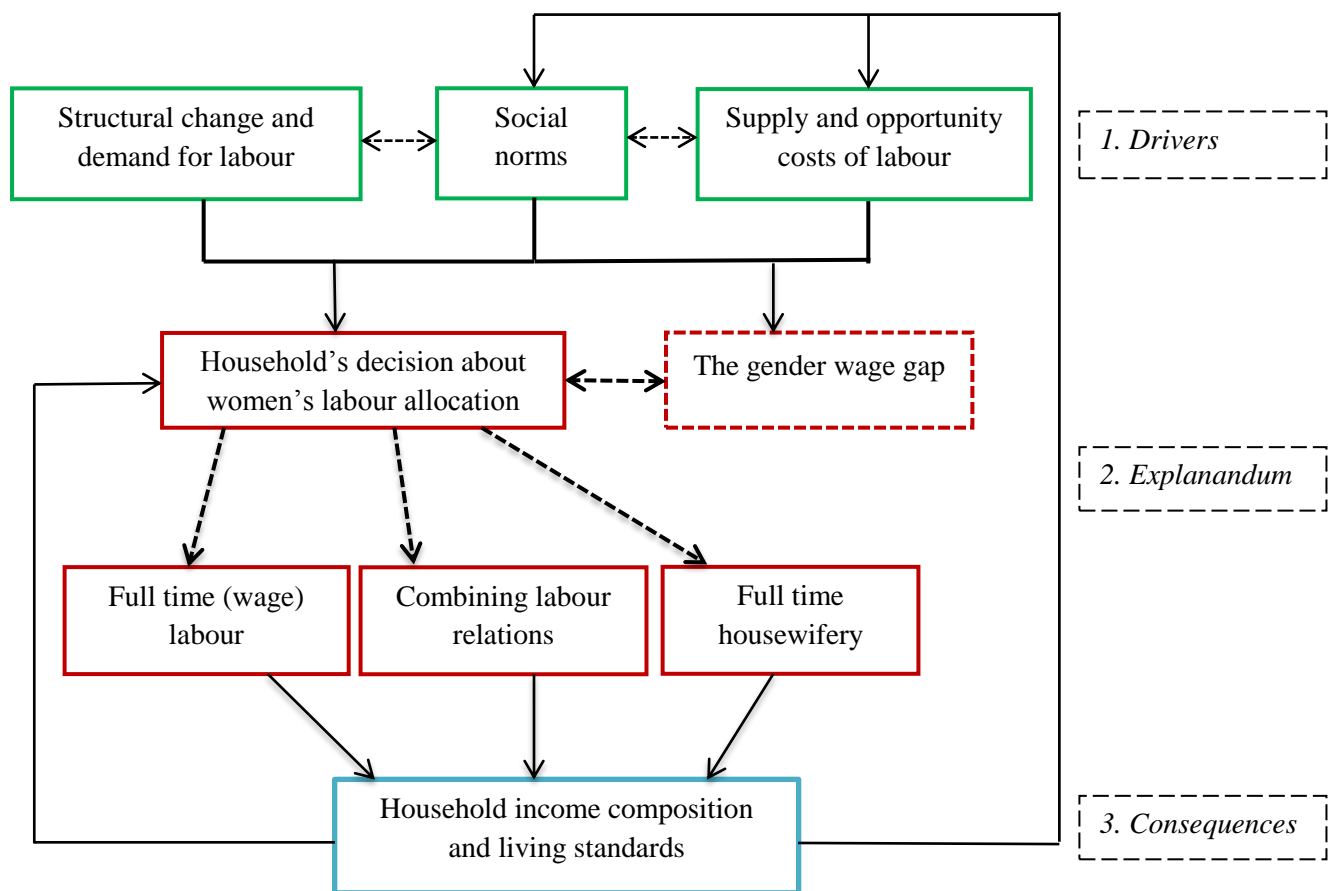 Structural change and
demand for labour
Social
norms
Supply and opportunity
costs of labour
1. Drivers
Household’s decision about
women’s labour allocation
The gender wage gap
2. Explanandum
Full time (wage)
labour
Combining labour
relations
Full time
housewifery
Household income composition
and living standards
3. Consequences